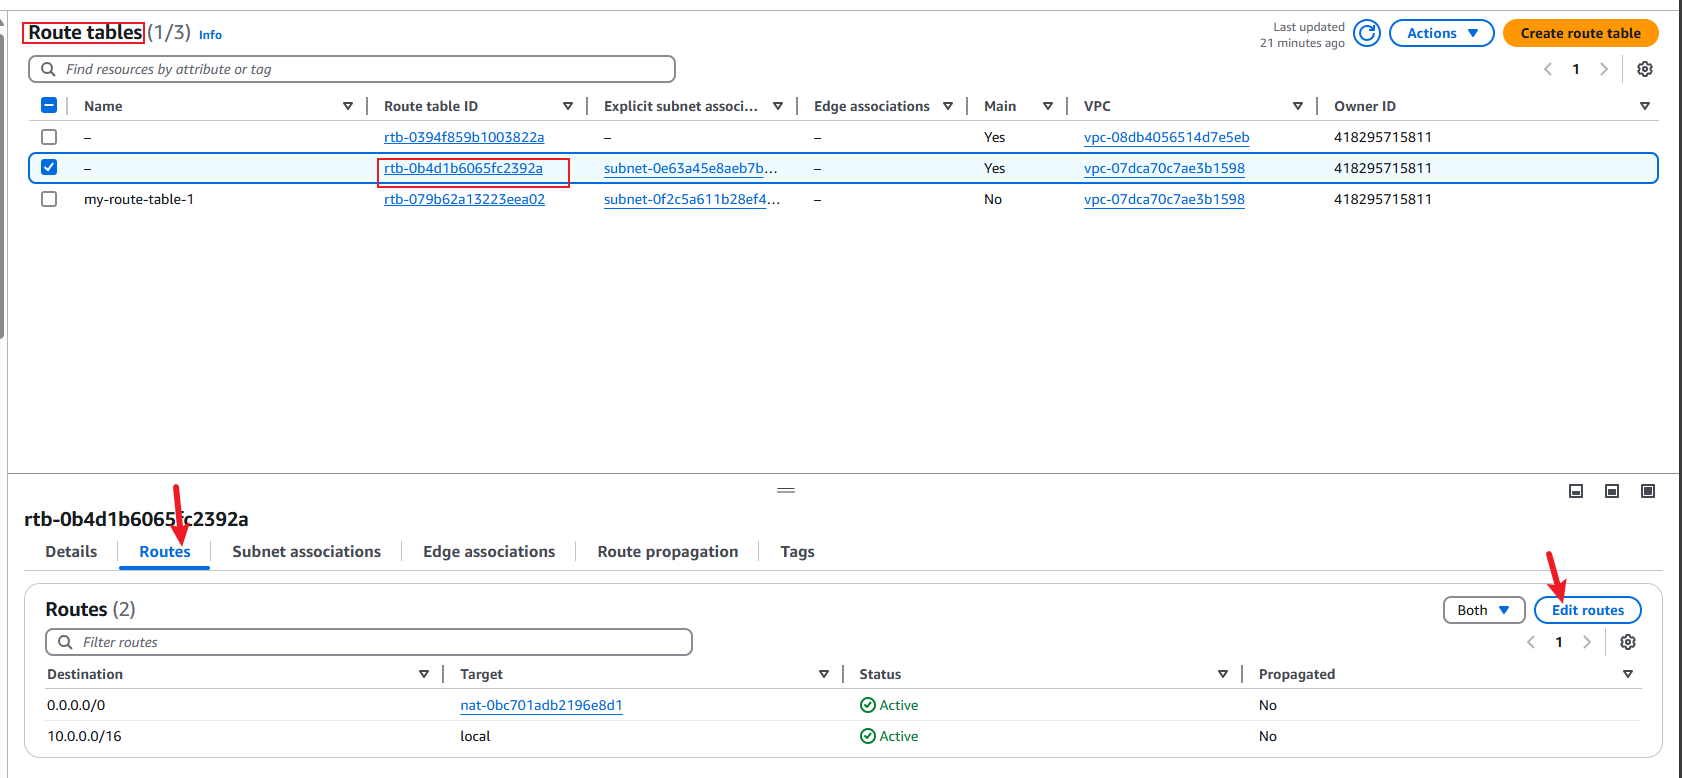 Route tables (1/3) Info
Last updated
21 minutes ago
Actions
Create route table
Find resources by attribute or tag
1
Name Route table ID Explicit subnet associ... Edge associations Main VPC Owner ID
– rtb-0394f859b1003822a – – Yes vpc-08db4056514d7e5eb 418295715811
– rtb-0b4d1b6065fc2392a subnet-0e63a45e8aeb7b... – Yes vpc-07dca70c7ae3b1598 418295715811
my-route-table-1 rtb-079b62a13223eea02 subnet-0f2c5a611b28ef4... – No vpc-07dca70c7ae3b1598 418295715811
rtb-0b4d1b6065fc2392a
Details Routes Subnet associations Edge associations Route propagation Tags
Routes (2)
Both
Edit routes
Filter routes
1
Destination Target Status Propagated
0.0.0.0/0 nat-0bc701adb2196e8d1 Active No
10.0.0.0/16 local Active No